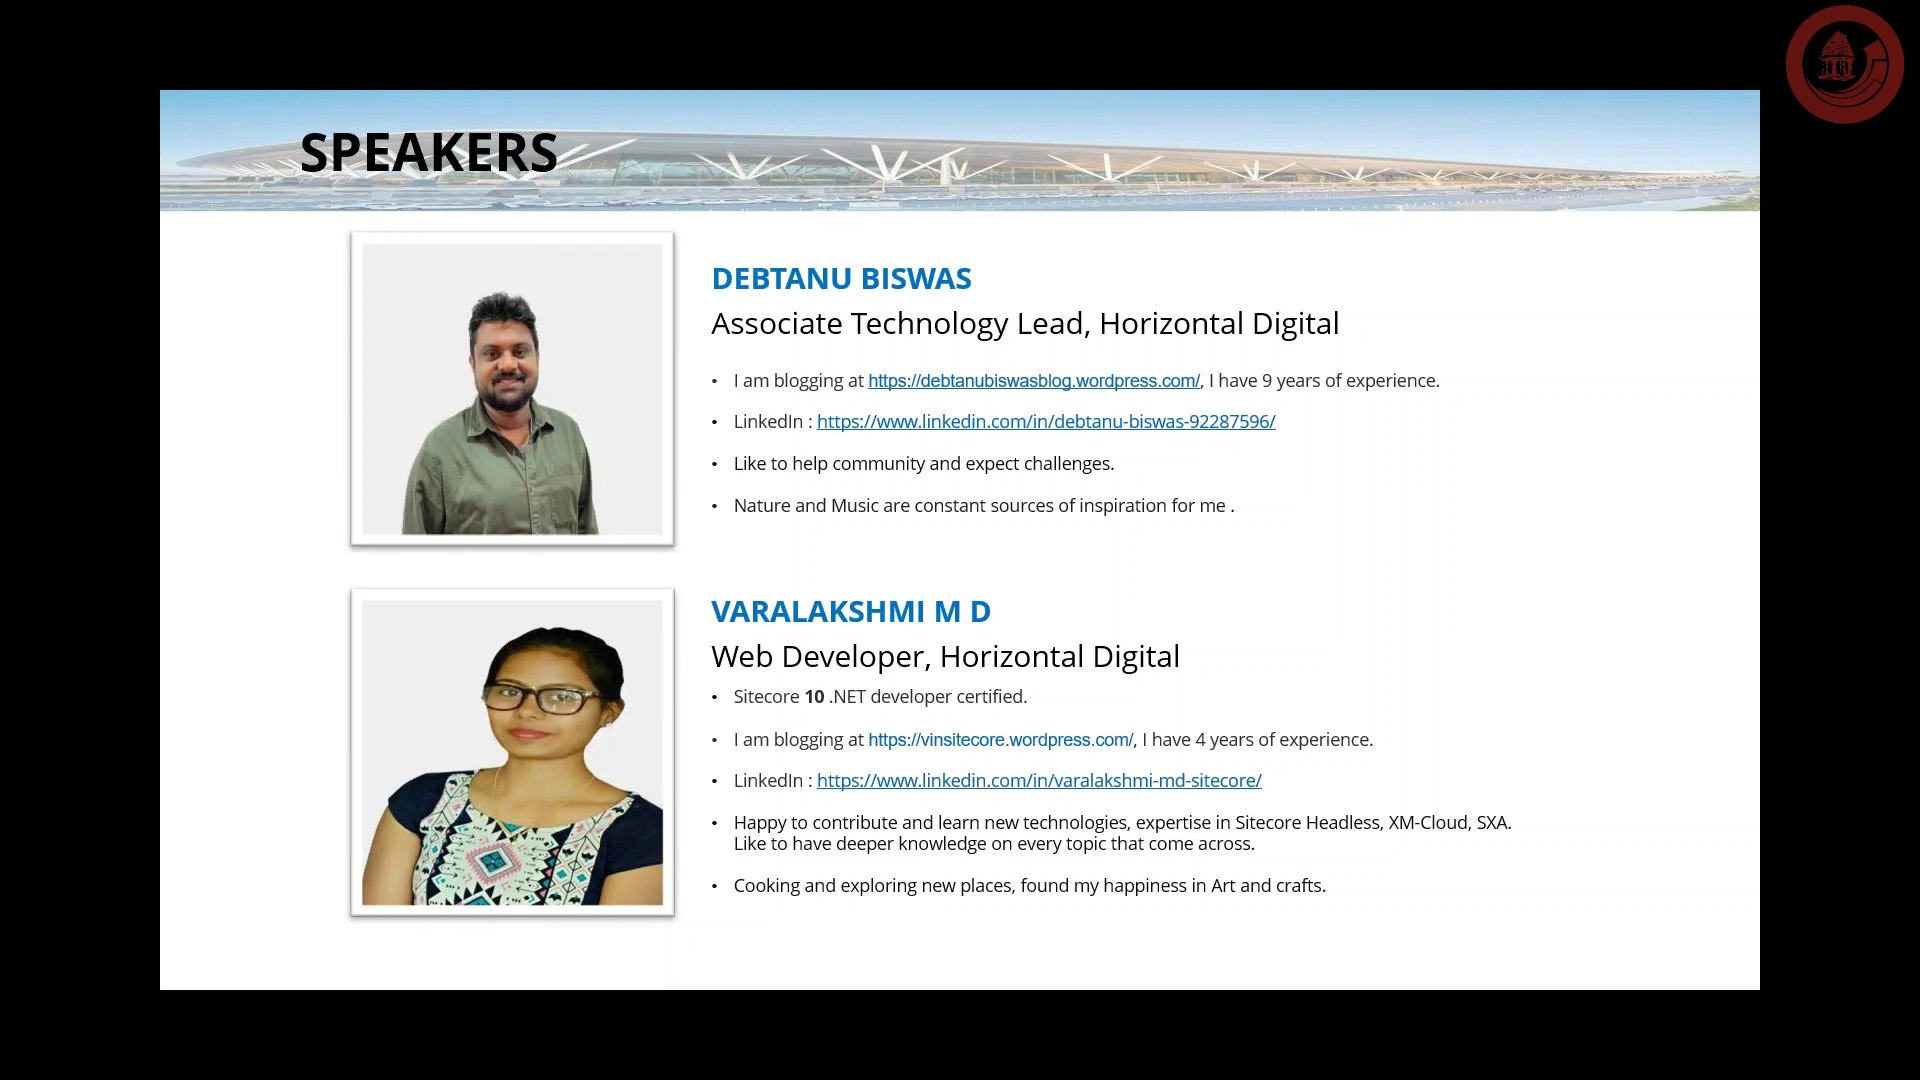 SPEAKERS
DEBTANU BISWAS
Associate Technology Lead, Horizontal Digital
• I am blogging at https://debtanubiswasblog.wordpress.com/, I have 9 years of experience.
• LinkedIn : https://www.linkedin.com/in/debtanu-biswas-92287596/
• Like to help community and expect challenges.
• Nature and Music are constant sources of inspiration for me .
VARALAKSHMI M D
Web Developer, Horizontal Digital
• Sitecore 10 .NET developer certified.
• I am blogging at https://vinsitecore.wordpress.com/, I have 4 years of experience.
• LinkedIn : https://www.linkedin.com/in/varalakshmi-md-sitecore/
• Happy to contribute and learn new technologies, expertise in Sitecore Headless, XM-Cloud, SXA.
Like to have deeper knowledge on every topic that come across.
• Cooking and exploring new places, found my happiness in Art and crafts.